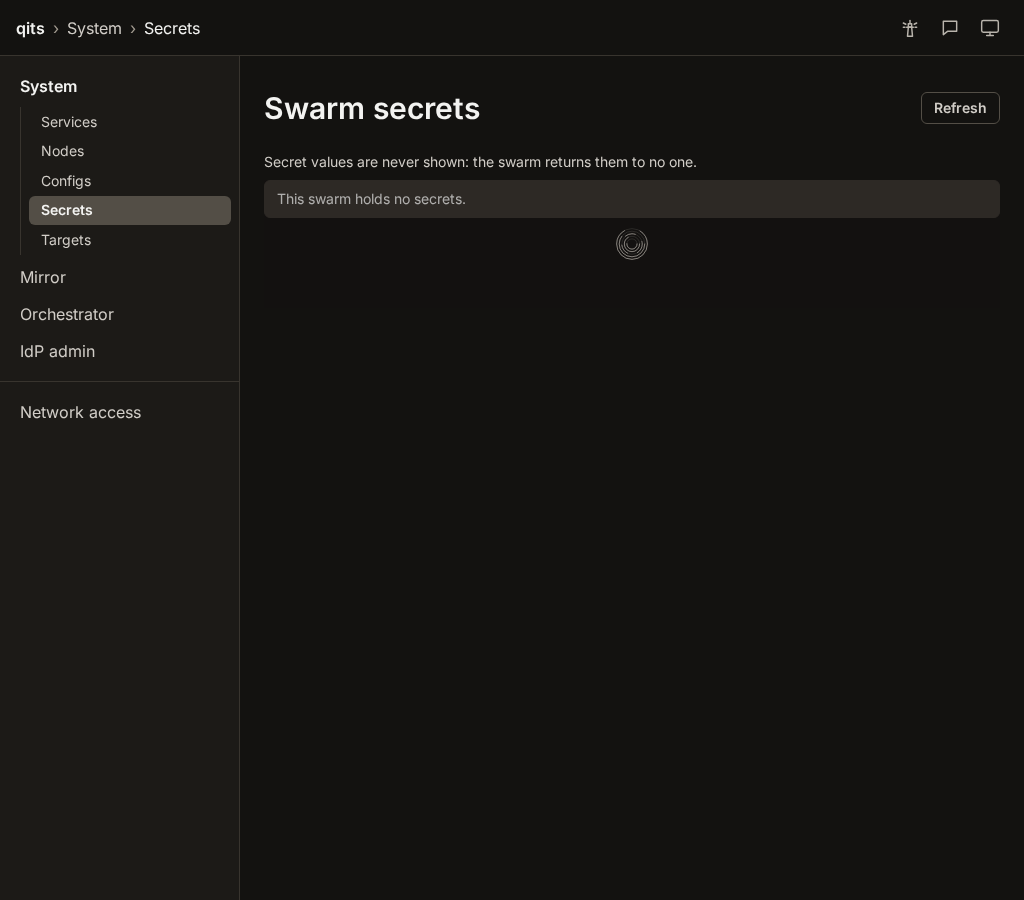 qits › System › Secrets
System
Services
Nodes
Configs
Secrets
Targets
Mirror
Orchestrator
IdP admin
Network access
Swarm secrets
Refresh
Secret values are never shown: the swarm returns them to no one.
This swarm holds no secrets.